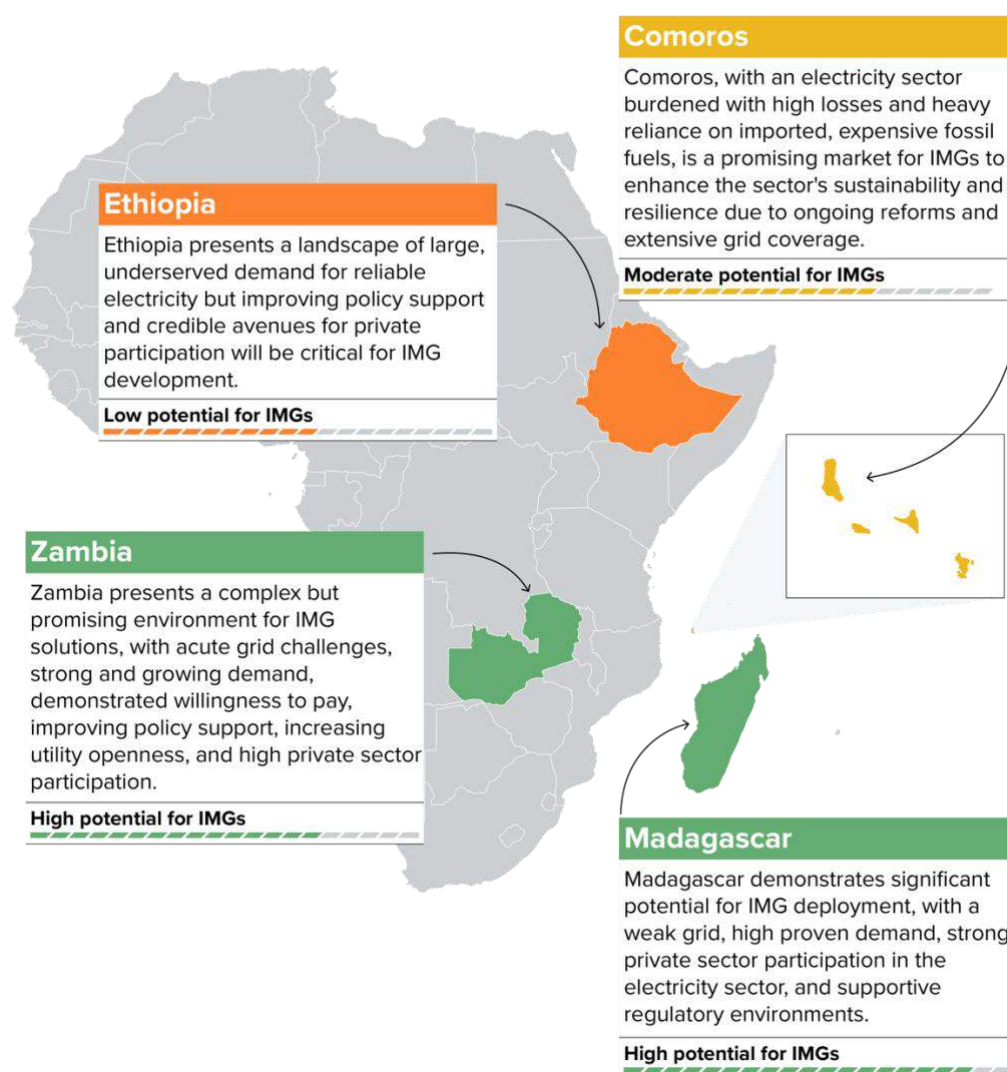 Comoros
Comoros, with an electricity sector
burdened with high losses and heavy
reliance on imported, expensive fossil
fuels, is a promising market for IMGs to
enhance the sector's sustainability and
resilience due to ongoing reforms and
extensive grid coverage.
Moderate potential for IMGs
Ethiopia
Ethiopia presents a landscape of large,
underserved demand for reliable
electricity but improving policy support
and credible avenues for private
participation will be critical for IMG
development.
Low potential for IMGs
Zambia
Zambia presents a complex but
promising environment for IMG
solutions, with acute grid challenges,
strong and growing demand,
demonstrated willingness to pay,
improving policy support, increasing
utility openness, and high private sector
participation.
High potential for IMGs
Madagascar
Madagascar demonstrates significant
potential for IMG deployment, with a
weak grid, high proven demand, strong
private sector participation in the
electricity sector, and supportive
regulatory environments.
High potential for IMGs